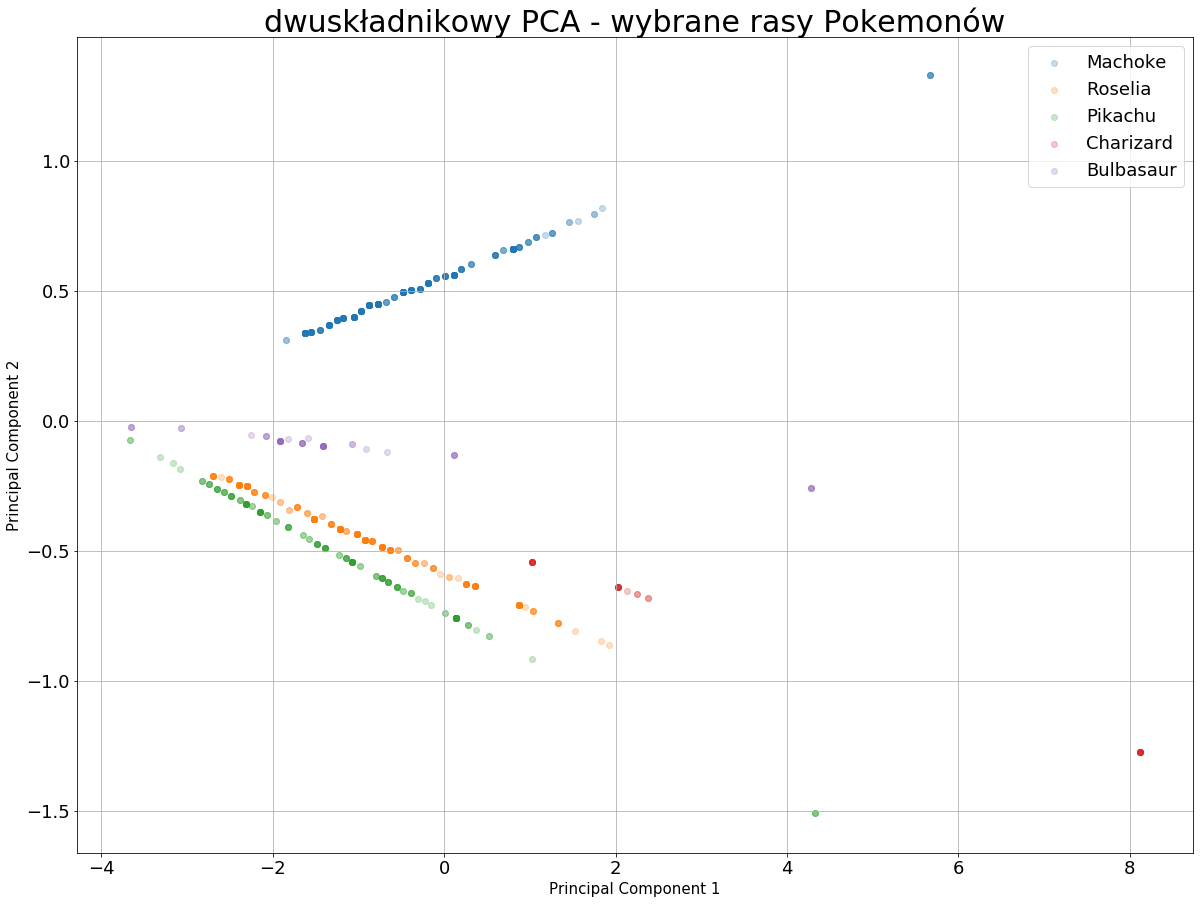 dwuskładnikowy PCA - wybrane rasy Pokemonów
Machoke
Roselia
Pikachu
Charizard
Bulbasaur
1.0
0.5
0.0
−0.5
−1.0
−1.5
Principal Component 2
−4
−2
0
2
4
6
8
Principal Component 1